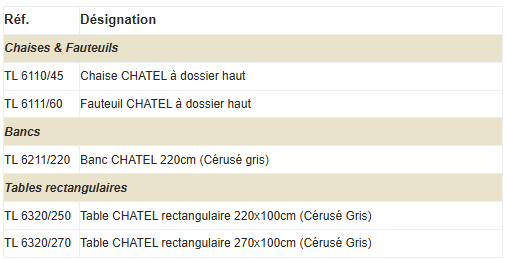 Réf. Désignation
Chaises & Fauteuils
TL 6110/45 Chaise CHATEL à dossier haut
TL 6111/60 Fauteuil CHATEL à dossier haut
Bancs
TL 6211/220 Banc CHATEL 220cm (Cérusé gris)
Tables rectangulaires
TL 6320/250 Table CHATEL rectangulaire 220x100cm (Cérusé Gris)
TL 6320/270 Table CHATEL rectangulaire 270x100cm (Cérusé Gris)